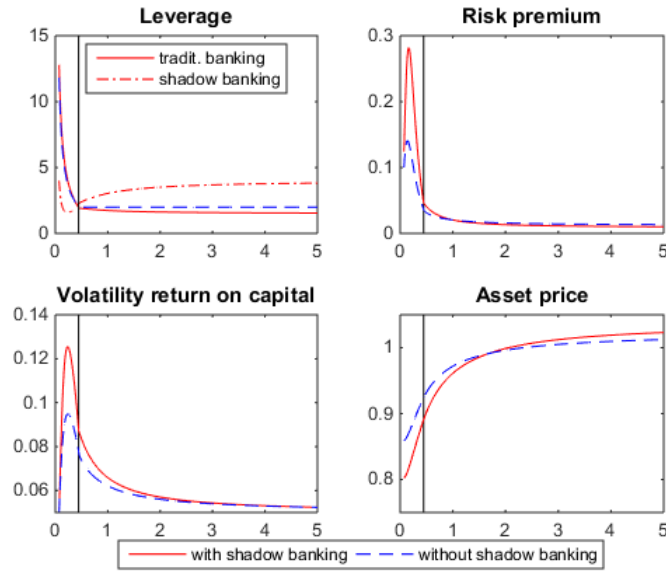 Leverage
15
10
5
0
0 1 2 3 4 5
tradit. banking
shadow banking
Risk premium
0.3
0.2
0.1
0
0 1 2 3 4 5
Volatility return on capital
0.14
0.12
0.1
0.08
0.06
0 1 2 3 4 5
Asset price
1
0.9
0.8
0 1 2 3 4 5
with shadow banking without shadow banking